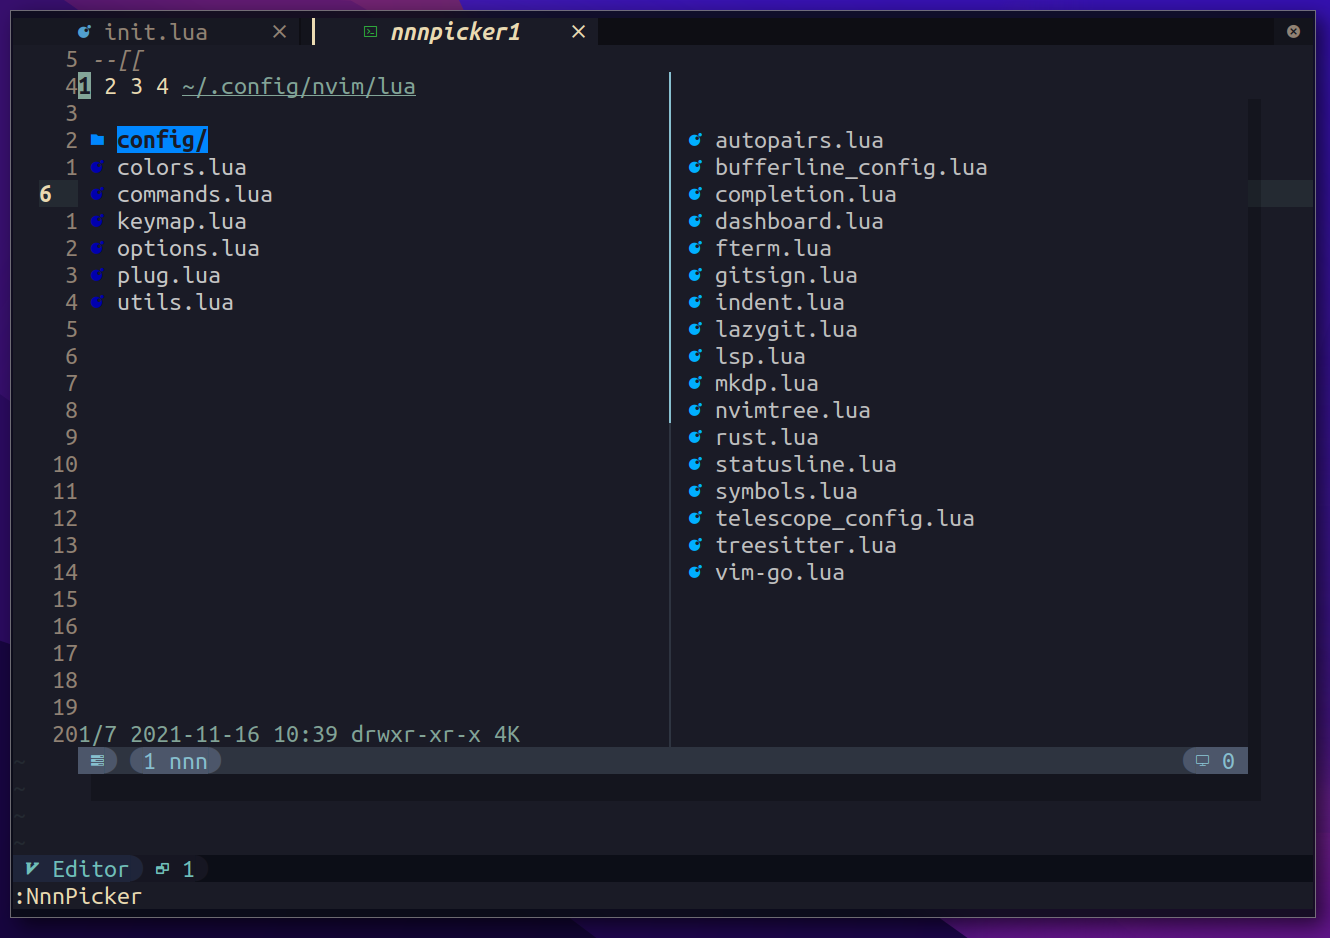 init.lua nnnpicker1
5 --[[
4 1 2 3 4 ~/.config/nvim/lua
3
2 config/ autopairs.lua
1 colors.lua bufferline_config.lua
6 commands.lua completion.lua
1 keymap.lua dashboard.lua
2 options.lua fterm.lua
3 plug.lua gitsign.lua
4 utils.lua indent.lua
5 lazygit.lua
6 lsp.lua
7 mkdp.lua
8 nvimtree.lua
9 rust.lua
10 statusline.lua
11 symbols.lua
12 telescope_config.lua
13 treesitter.lua
14 vim-go.lua
15
16
17
18
19
20 1/7 2021-11-16 10:39 drwxr-xr-x 4K
~ 1 nnn 0
~
~
~
Editor 1
:NnnPicker